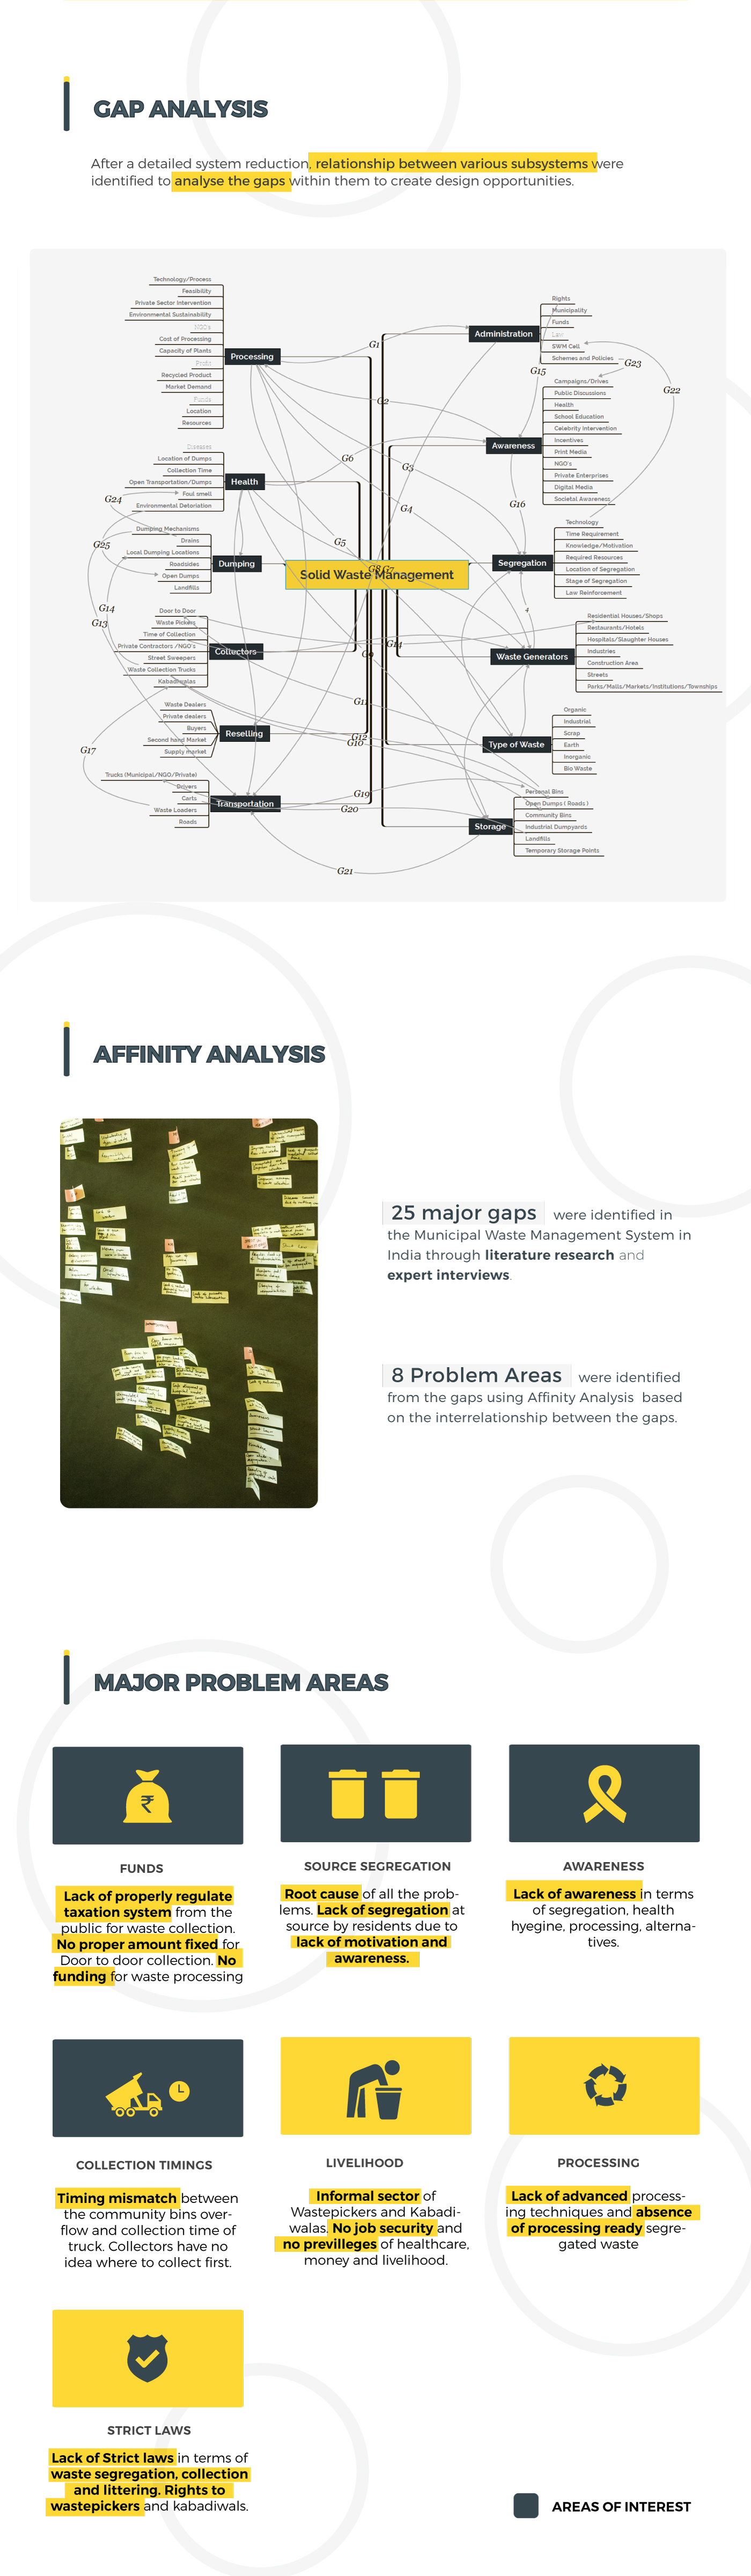 GAP ANALYSIS
After a detailed system reduction, relationship between various subsystems were
identified to analyse the gaps within them to create design opportunities.
Technology/Process
Feasibility
Private Sector Intervention
Environmental Sustainability
NGOs
Cost of Processing
Capacity of Plants
Profit
Recycled Product
Market Demand
Funds
Location
Resources
Processing
Diseases
Location of Dumps
Collection Time
Open Transportation/Dumps
Foul smell
Environmental Detoriation
Health
Dumping Mechanisms
Drains
Local Dumping Locations
Roadsides
Open Dumps
Landfills
Dumping
Door to Door
Waste Pickers
Time of Collection
Private Contractors /NGO's
Street Sweepers
Waste Collection Trucks
Kabadiwalas
Collectors
Waste Dealers
Private dealers
Buyers
Second hand Market
Supply market
Reselling
Trucks (Municipal/NGO/Private)
Drivers
Carts
Waste Loaders
Roads
Transportation
Solid Waste Management
Administration
Rights
Municipality
Funds
Law
SWM Cell
Schemes and Policies
Awareness
Campaigns/Drives
Public Discussions
Health
School Education
Celebrity Intervention
Incentives
Print Media
NGO's
Private Enterprises
Digital Media
Societal Awareness
Segregation
Technology
Time Requirement
Knowledge/Motivation
Required Resources
Location of Segregation
Stage of Segregation
Law Reinforcement
Waste Generators
Residential Houses/Shops
Restaurants/Hotels
Hospitals/Slaughter Houses
Industries
Construction Area
Streets
Parks/Malls/Markets/Institutions/Townships
Type of Waste
Organic
Industrial
Scrap
Earth
Inorganic
Bio Waste
Storage
Personal Bins
Open Dumps ( Roads )
Community Bins
Industrial Dumpyards
Landfills
Temporary Storage Points
G1
G2
G3
G4
G5
G6
G7
G8
G9
G10
G11
G12
G13
G14
G14
G15
G16
G17
G19
G20
G21
G22
G23
G24
G25
4
AFFINITY ANALYSIS
25 major gaps were identified in
the Municipal Waste Management System in
India through literature research and
expert interviews.
8 Problem Areas were identified
from the gaps using Affinity Analysis based
on the interrelationship between the gaps.
MAJOR PROBLEM AREAS
₹
FUNDS
Lack of properly regulate
taxation system from the
public for waste collection.
No proper amount fixed for
Door to door collection. No
funding for waste processing
SOURCE SEGREGATION
Root cause of all the prob-
lems. Lack of segregation at
source by residents due to
lack of motivation and
awareness.
AWARENESS
Lack of awareness in terms
of segregation, health
hyegine, processing, alterna-
tives.
COLLECTION TIMINGS
Timing mismatch between
the community bins over-
flow and collection time of
truck. Collectors have no
idea where to collect first.
LIVELIHOOD
Informal sector of
Wastepickers and Kabadi-
walas. No job security and
no previlleges of healthcare,
money and livelihood.
PROCESSING
Lack of advanced process-
ing techniques and absence
of processing ready segre-
gated waste
STRICT LAWS
Lack of Strict laws in terms of
waste segregation, collection
and littering. Rights to
wastepickers and kabadiwals.
AREAS OF INTEREST